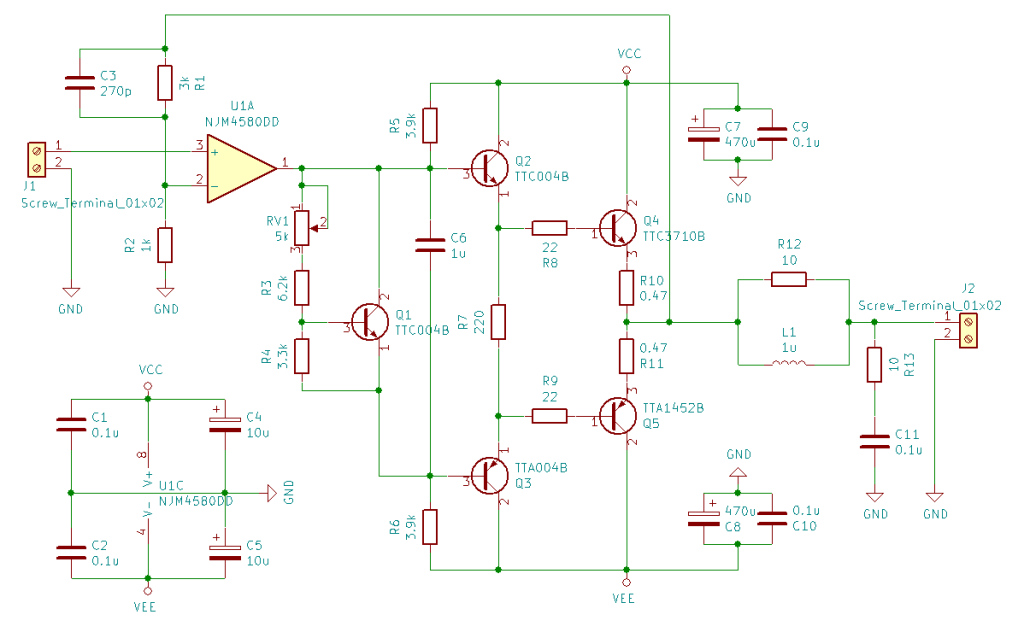 C3
270p
3k
R1
U1A
NJM4580DD
3
+
1
2
−
J1
1
2
Screw_Terminal_01x02
GND
R2
1k
GND
RV1
5k
1
2
3
R3
6.2k
R4
3.3k
Q1
TTC004B
2
3
1
R5
3.9k
C6
1u
R6
3.9k
Q2
TTC004B
2
3
1
R7
220
TTA004B
Q3
1
3
2
22
R8
R9
22
VCC
Q4
TTC3710B
2
1
3
R10
0.47
0.47
R11
TTA1452B
Q5
3
1
2
VEE
+
C7
470u
C9
0.1u
GND
GND
+
470u
C8
0.1u
C10
R12
10
L1
1u
J2
Screw_Terminal_01x02
1
2
10
R13
C11
0.1u
GND
GND
VCC
C1
0.1u
+
C4
10u
8
V+
U1C
NJM4580DD
V-
4
GND
C2
0.1u
+
C5
10u
VEE